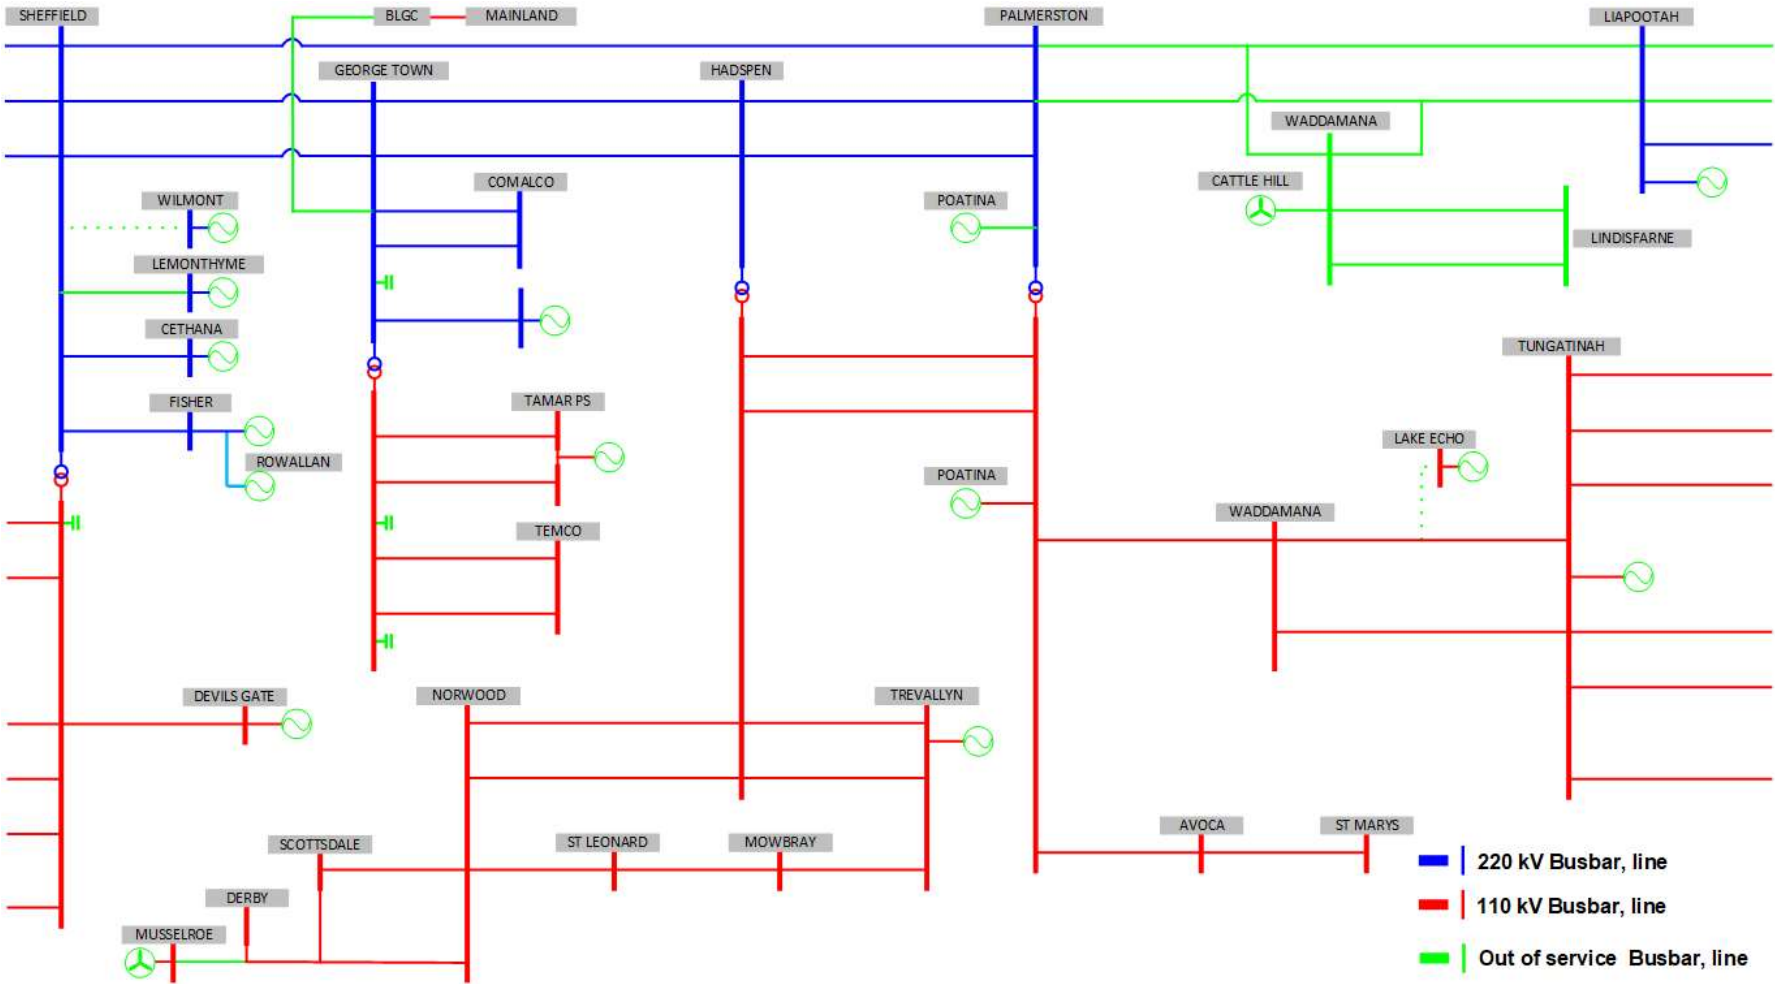 SHEFFIELD
BLGC
MAINLAND
PALMERSTON
LIAPOOTAH
GEORGE TOWN
HADSPEN
WADDAMANA
COMALCO
CATTLE HILL
WILMONT
POATINA
LINDISFARNE
LEMONTHYME
CETHANA
TUNGATINAH
FISHER
TAMAR PS
LAKE ECHO
ROWALLAN
POATINA
WADDAMANA
TEMCO
DEVILS GATE
NORWOOD
TREVALLYN
AVOCA
ST MARYS
SCOTTSDALE
ST LEONARD
MOWBRAY
220 kV Busbar, line
DERBY
110 kV Busbar, line
MUSSELROE
Out of service Busbar, line